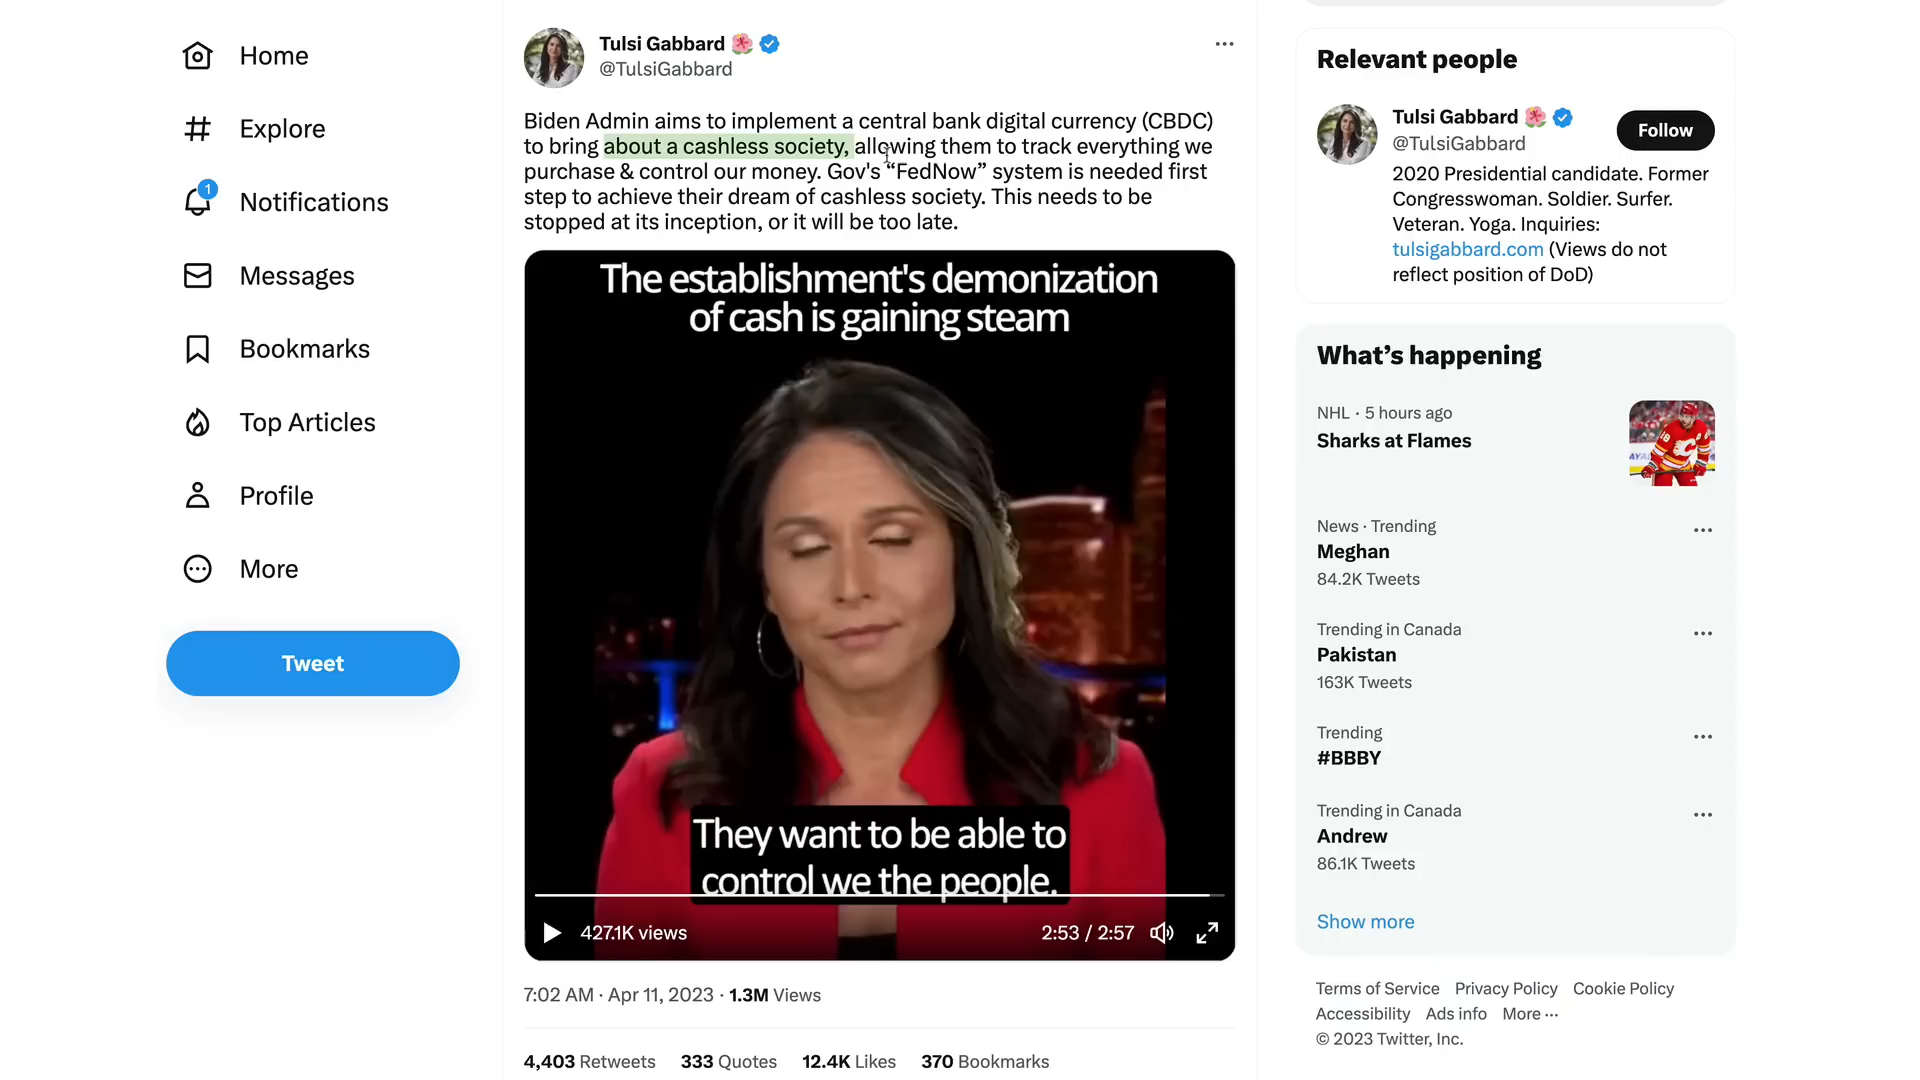 Home
Explore
1
Notifications
Messages
Bookmarks
Top Articles
Profile
More
Tweet
Tulsi Gabbard 🌺
@TulsiGabbard
Biden Admin aims to implement a central bank digital currency (CBDC)
to bring about a cashless society, allowing them to track everything we
purchase & control our money. Gov's “FedNow” system is needed first
step to achieve their dream of cashless society. This needs to be
stopped at its inception, or it will be too late.
The establishment's demonization
of cash is gaining steam
They want to be able to
control we the people.
427.1K views
2:53 / 2:57
7:02 AM · Apr 11, 2023 · 1.3M Views
4,403 Retweets 333 Quotes 12.4K Likes 370 Bookmarks
Relevant people
Tulsi Gabbard 🌺
@TulsiGabbard
Follow
2020 Presidential candidate. Former
Congresswoman. Soldier. Surfer.
Veteran. Yoga. Inquiries:
tulsigabbard.com (Views do not
reflect position of DoD)
What’s happening
NHL · 5 hours ago
Sharks at Flames
News · Trending
Meghan
84.2K Tweets
Trending in Canada
Pakistan
163K Tweets
Trending
#BBBY
Trending in Canada
Andrew
86.1K Tweets
Show more
Terms of Service Privacy Policy Cookie Policy
Accessibility Ads info More ···
© 2023 Twitter, Inc.